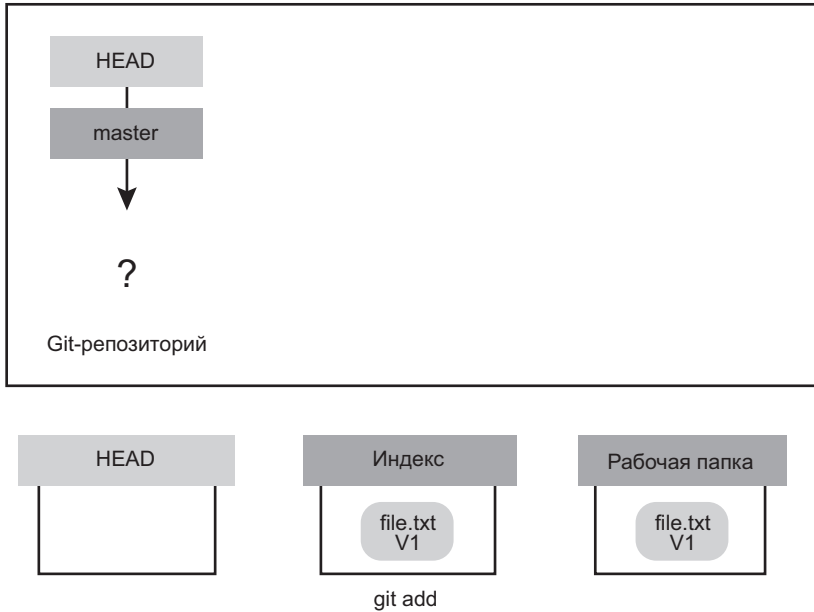 HEAD
master
?
Git-репозиторий
HEAD
Индекс
Рабочая папка
file.txt
V1
file.txt
V1
git add